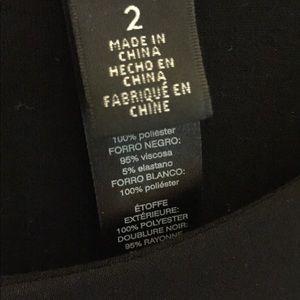 2
MADE IN
CHINA
HECHO EN
CHINA
FABRIQUÉ EN
CHINE
100% poliéster
FORRO NEGRO:
95% viscosa
5% elastano
FORRO BLANCO:
100% poliéster
ÉTOFFE
EXTÉRIEURE:
100% POLYESTER
DOUBLURE NOIR:
95% RAYONNE